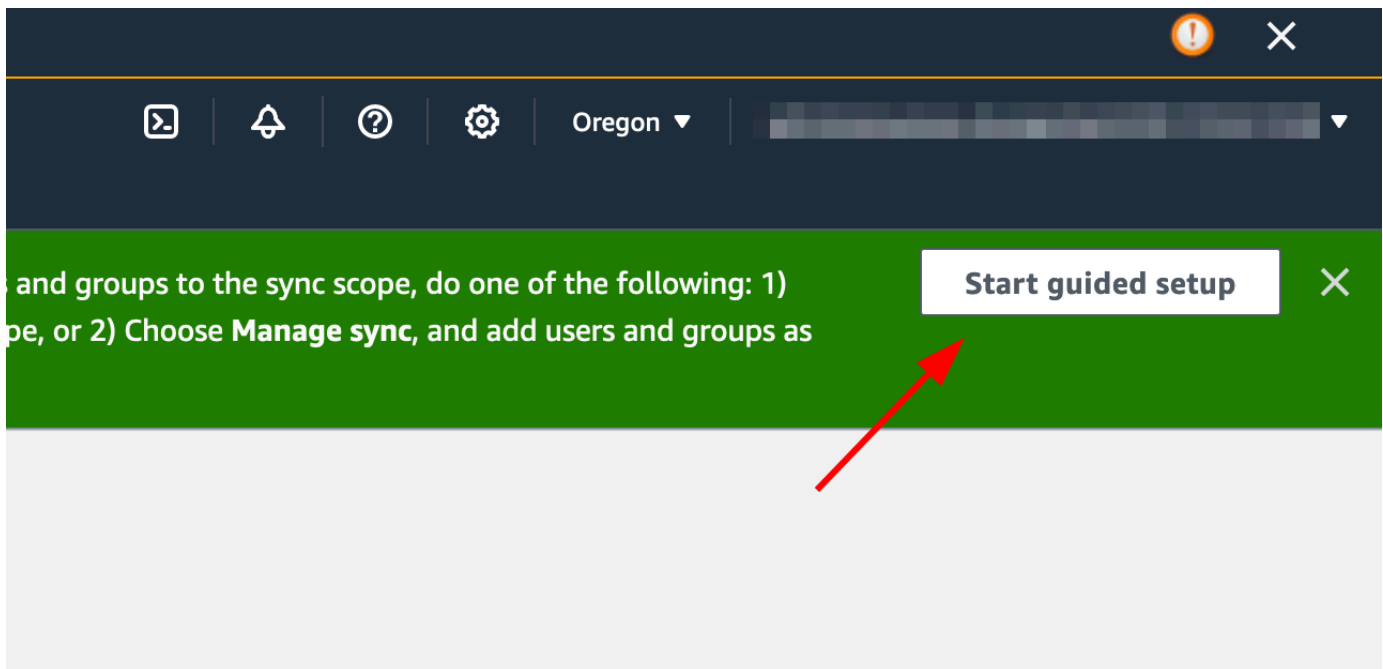 Oregon
and groups to the sync scope, do one of the following: 1)
Start guided setup
or 2) Choose Manage sync, and add users and groups as